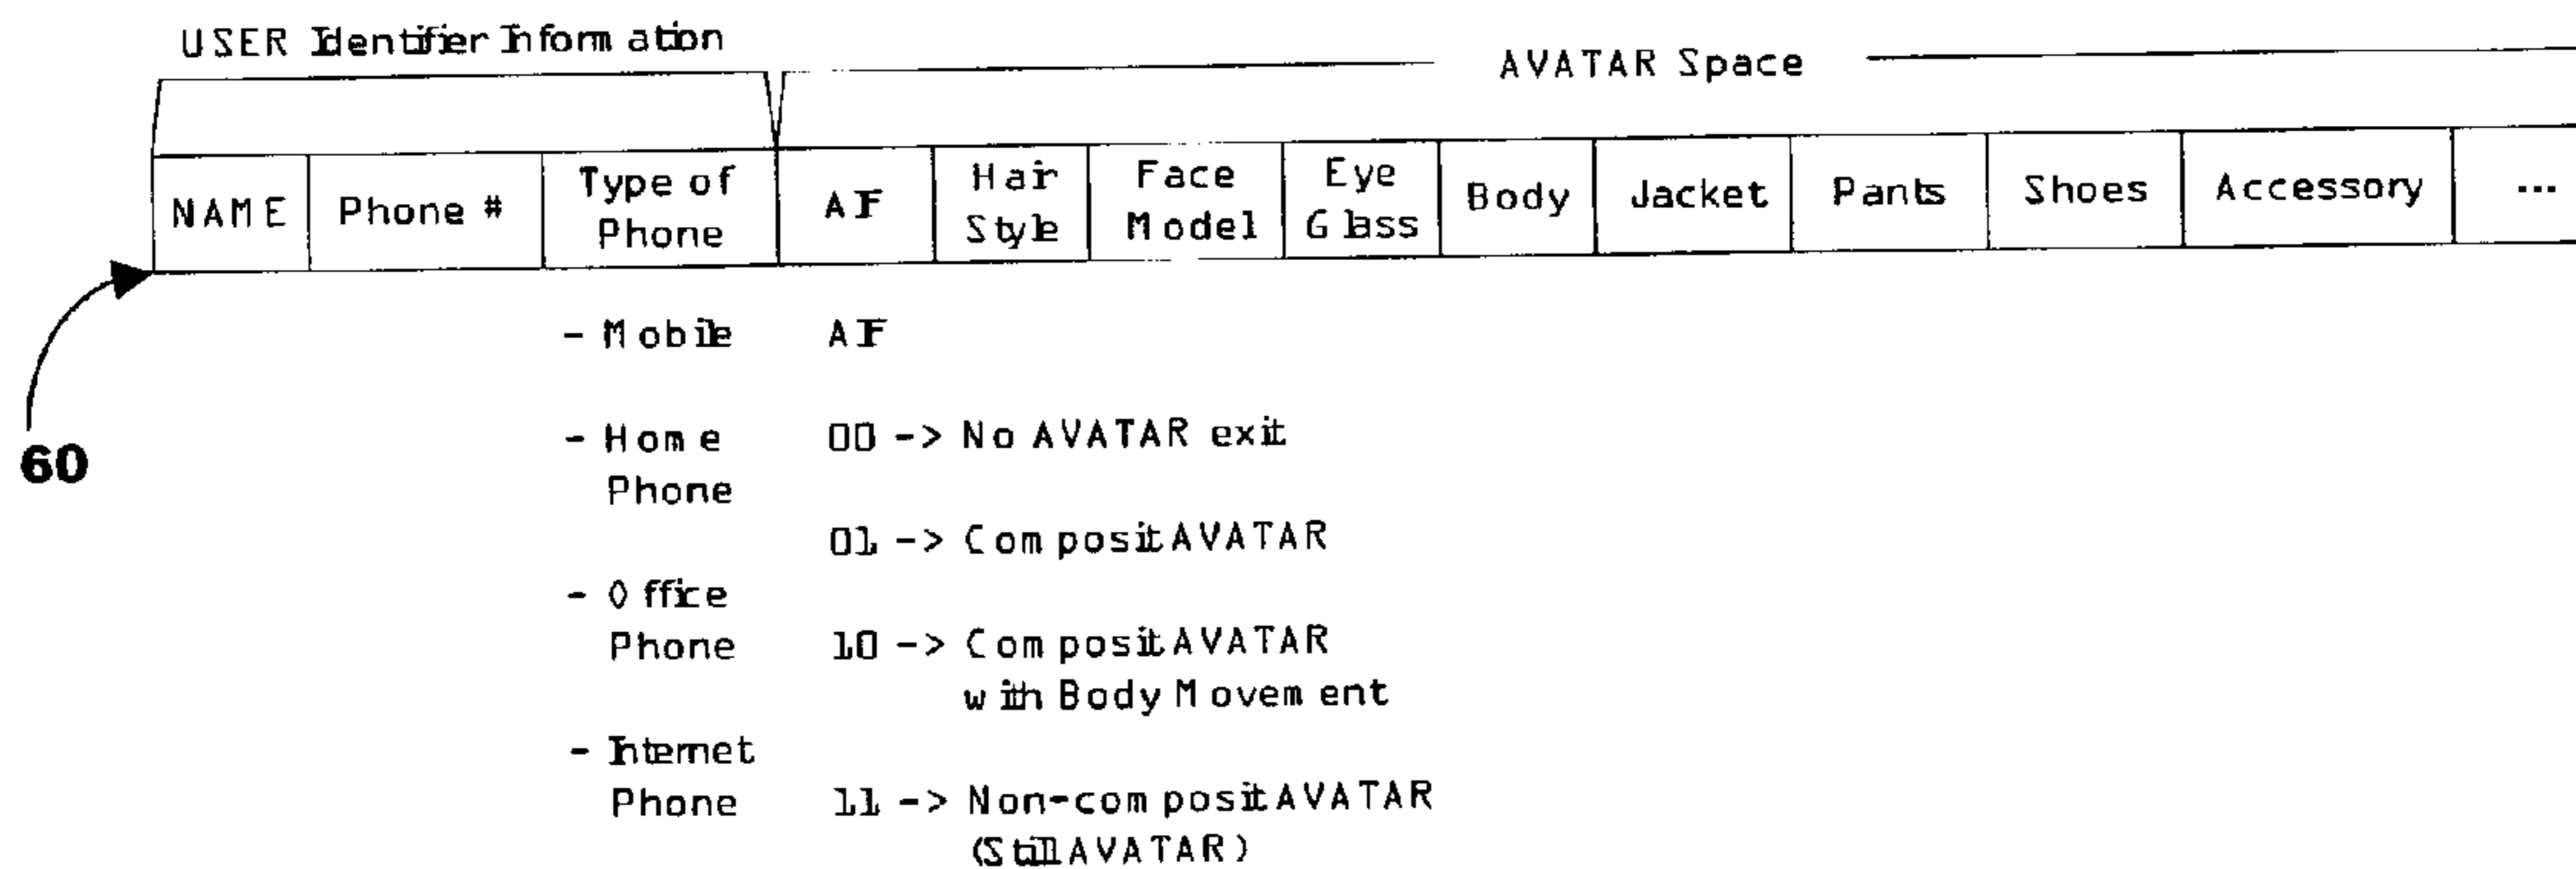 USER Identifier Information
AVATAR Space
NAME
Phone #
Type of
Phone
AIF
Hair
Style
Face
Model
Eye
Glass
Body
Jacket
Pants
Shoes
Accessory
...
60
- Mobile
- Home
Phone
- Office
Phone
- Internet
Phone
AIF
00 -> No AVATAR exit
01 -> Composit AVATAR
10 -> Composit AVATAR
with Body Movement
11 -> Non-composit AVATAR
(Still AVATAR)